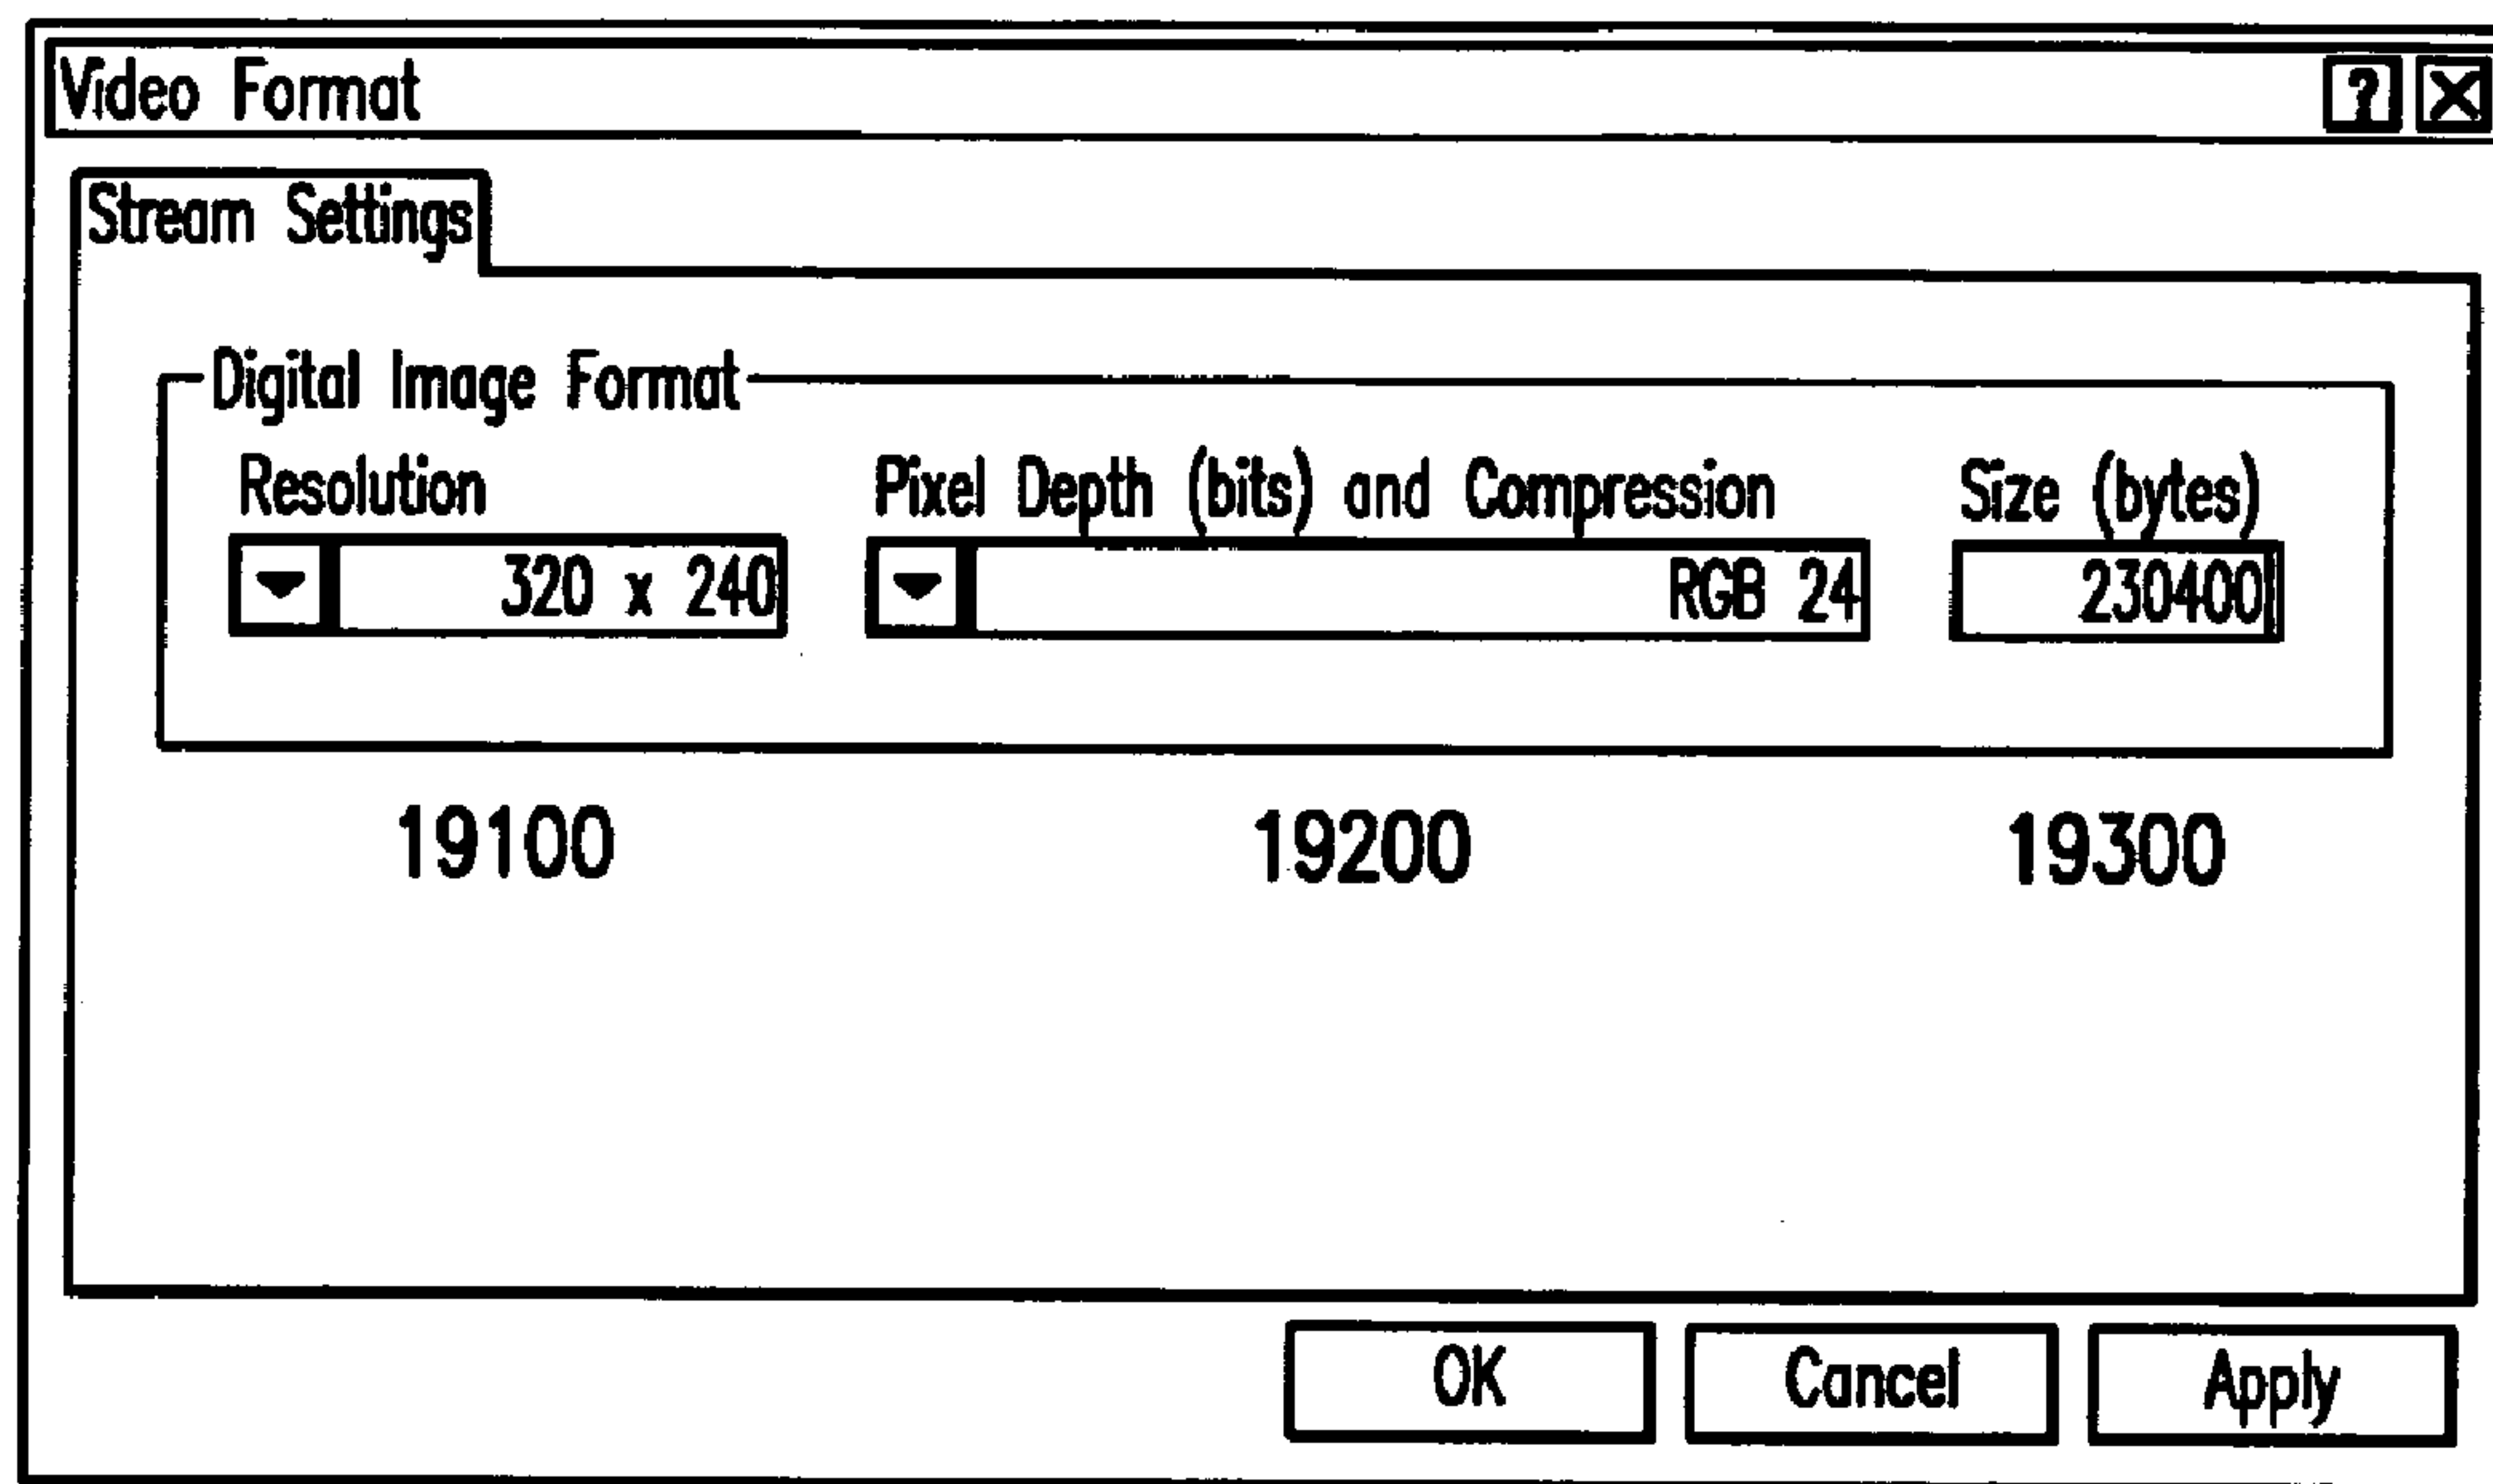 Video Format ? X
Stream Settings
Digital Image Format
Resolution Pixel Depth (bits) and Compression Size (bytes)
320 x 240 RGB 24 230400
19100 19200 19300
OK Cancel Apply